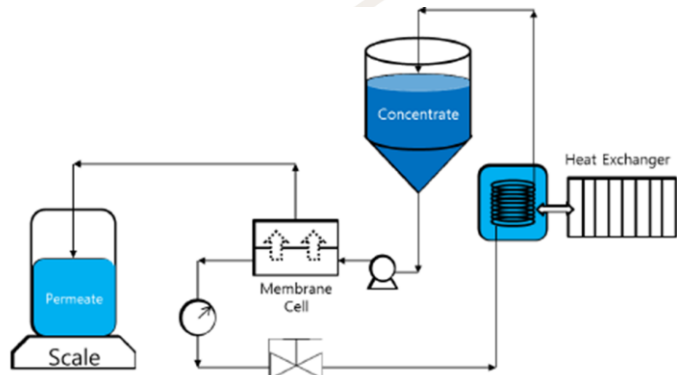 Concentrate
Heat Exchanger
Permeate
Membrane
Cell
Scale